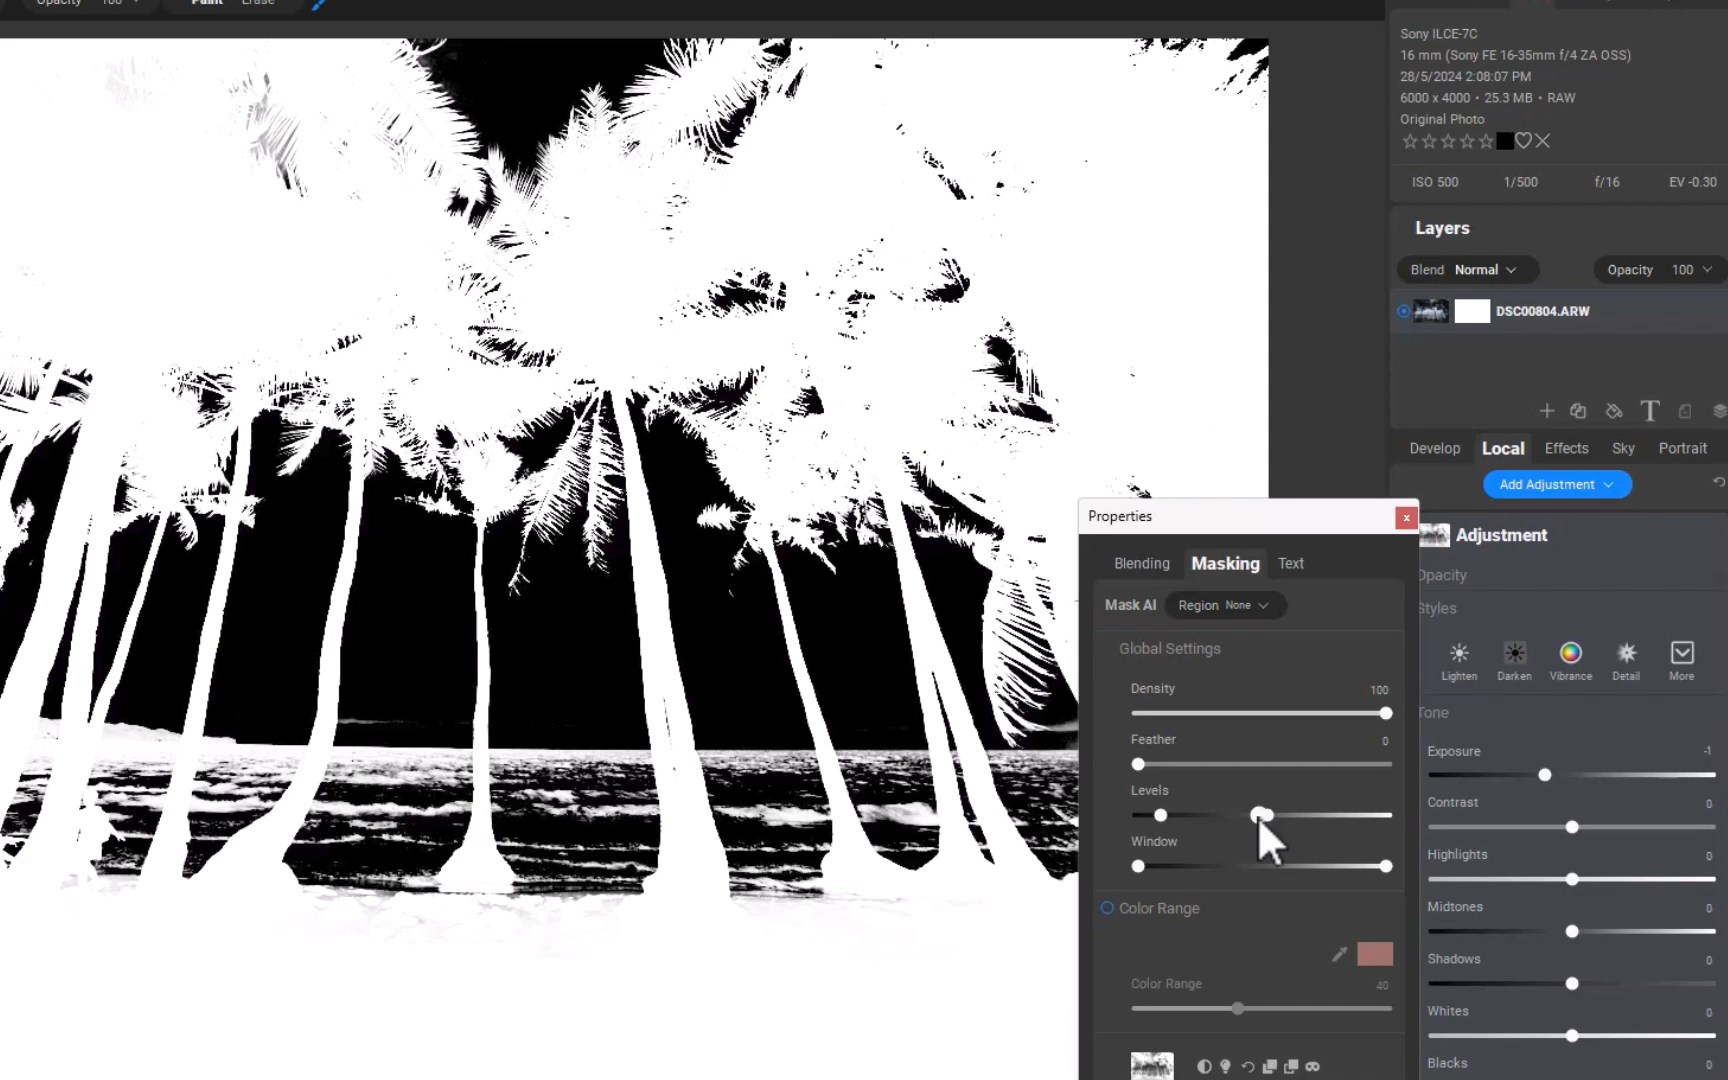 Opacity 100 Paint Erase
Sony ILCE-7C
16 mm (Sony FE 16-35mm f/4 ZA OSS)
28/5/2024 2:08:07 PM
6000 x 4000 • 25.3 MB • RAW
Original Photo
ISO 500 1/500 f/16 EV -0.30
Layers
Blend Normal Opacity 100
DSC00804.ARW
Develop Local Effects Sky Portrait
Add Adjustment
Properties x
Adjustment
Blending Masking Text
Opacity
Mask AI Region None
Styles
Global Settings
Lighten Darken Vibrance Detail More
Density 100
Tone
Feather 0
Exposure -1
Levels
Contrast 0
Window
Highlights 0
Color Range
Midtones 0
Shadows 0
Color Range 40
Whites 0
Blacks 0